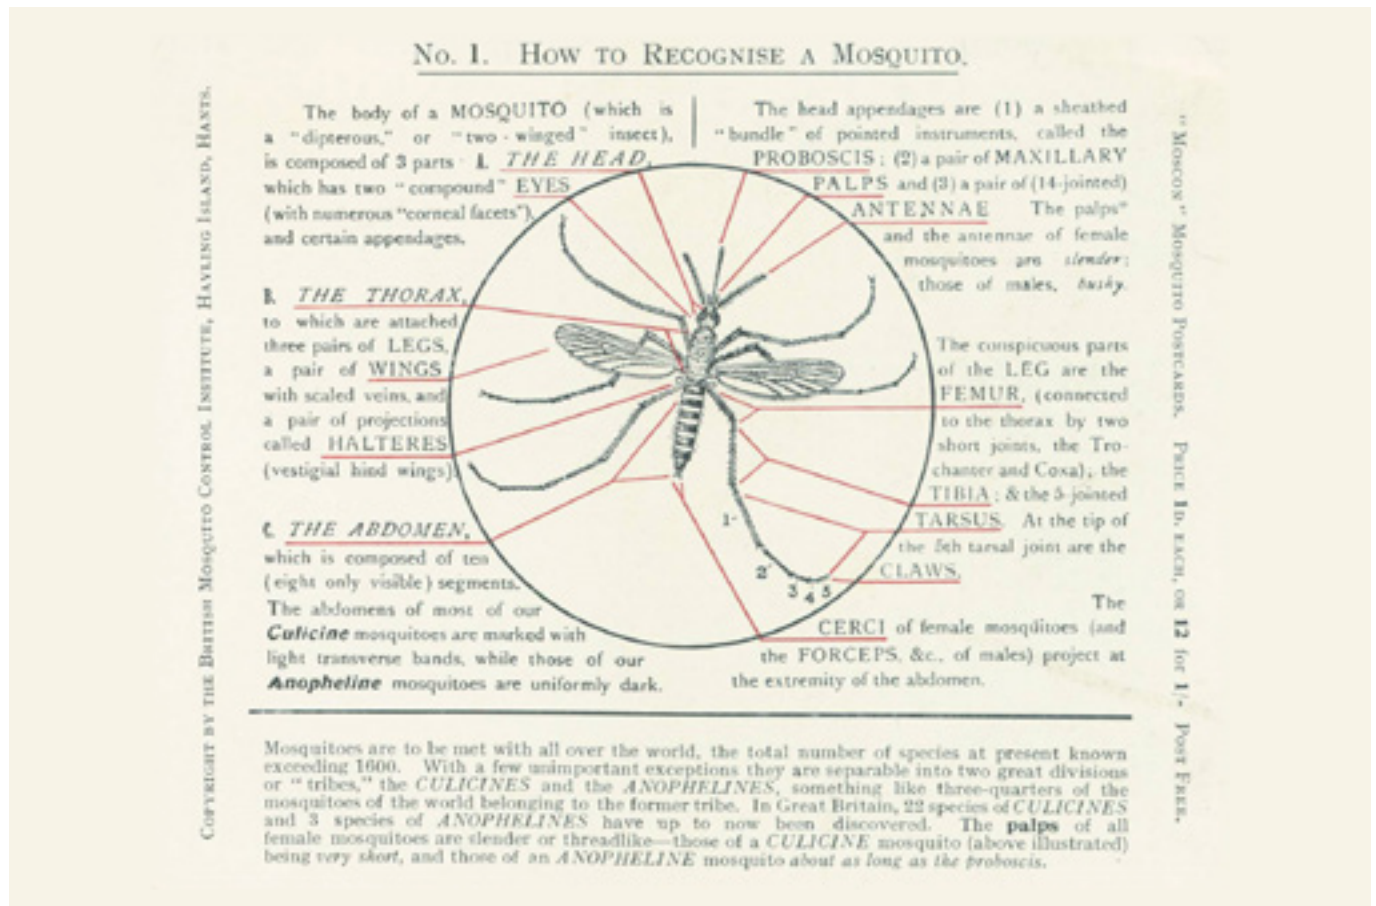 No. 1. How to Recognise a Mosquito.
The body of a MOSQUITO (which is
a "dipterous," or "two-winged" insect),
is composed of 3 parts A. THE HEAD,
which has two "compound" EYES
(with numerous "corneal facets"),
and certain appendages.
The head appendages are (1) a sheathed
"bundle" of pointed instruments, called the
PROBOSCIS; (2) a pair of MAXILLARY
PALPS and (3) a pair of (14-jointed)
ANTENNAE The palps"
and the antennae of female
mosquitoes are slender;
those of males, bushy.
B. THE THORAX,
to which are attached
three pairs of LEGS,
a pair of WINGS
with scaled veins, and
a pair of projections
called HALTERES
(vestigial hind wings).
The conspicuous parts
of the LEG are the
FEMUR, (connected
to the thorax by two
short joints, the Tro-
chanter and Coxa); the
TIBIA; & the 5-jointed
TARSUS. At the tip of
the 5th tarsal joint are the
CLAWS.
1-
2
3
4
5
C. THE ABDOMEN,
which is composed of ten
(eight only visible) segments.
The abdomens of most of our
Culicine mosquitoes are marked with
light transverse bands, while those of our
Anopheline mosquitoes are uniformly dark.
The
CERCI of female mosquitoes (and
the FORCEPS, &c., of males) project at
the extremity of the abdomen.
Mosquitoes are to be met with all over the world, the total number of species at present known
exceeding 1600. With a few unimportant exceptions they are separable into two great divisions
or "tribes," the CULICINES and the ANOPHELINES, something like three-quarters of the
mosquitoes of the world belonging to the former tribe. In Great Britain, 22 species of CULICINES
and 3 species of ANOPHELINES have up to now been discovered. The palps of all
female mosquitoes are slender or threadlike—those of a CULICINE mosquito (above illustrated)
being very short, and those of an ANOPHELINE mosquito about as long as the proboscis.
Copyright by the British Mosquito Control Institute, Hayling Island, Hants.
"Moscon" Mosquito Postcards. Price 1d. each, or 12 for 1/- Post Free.